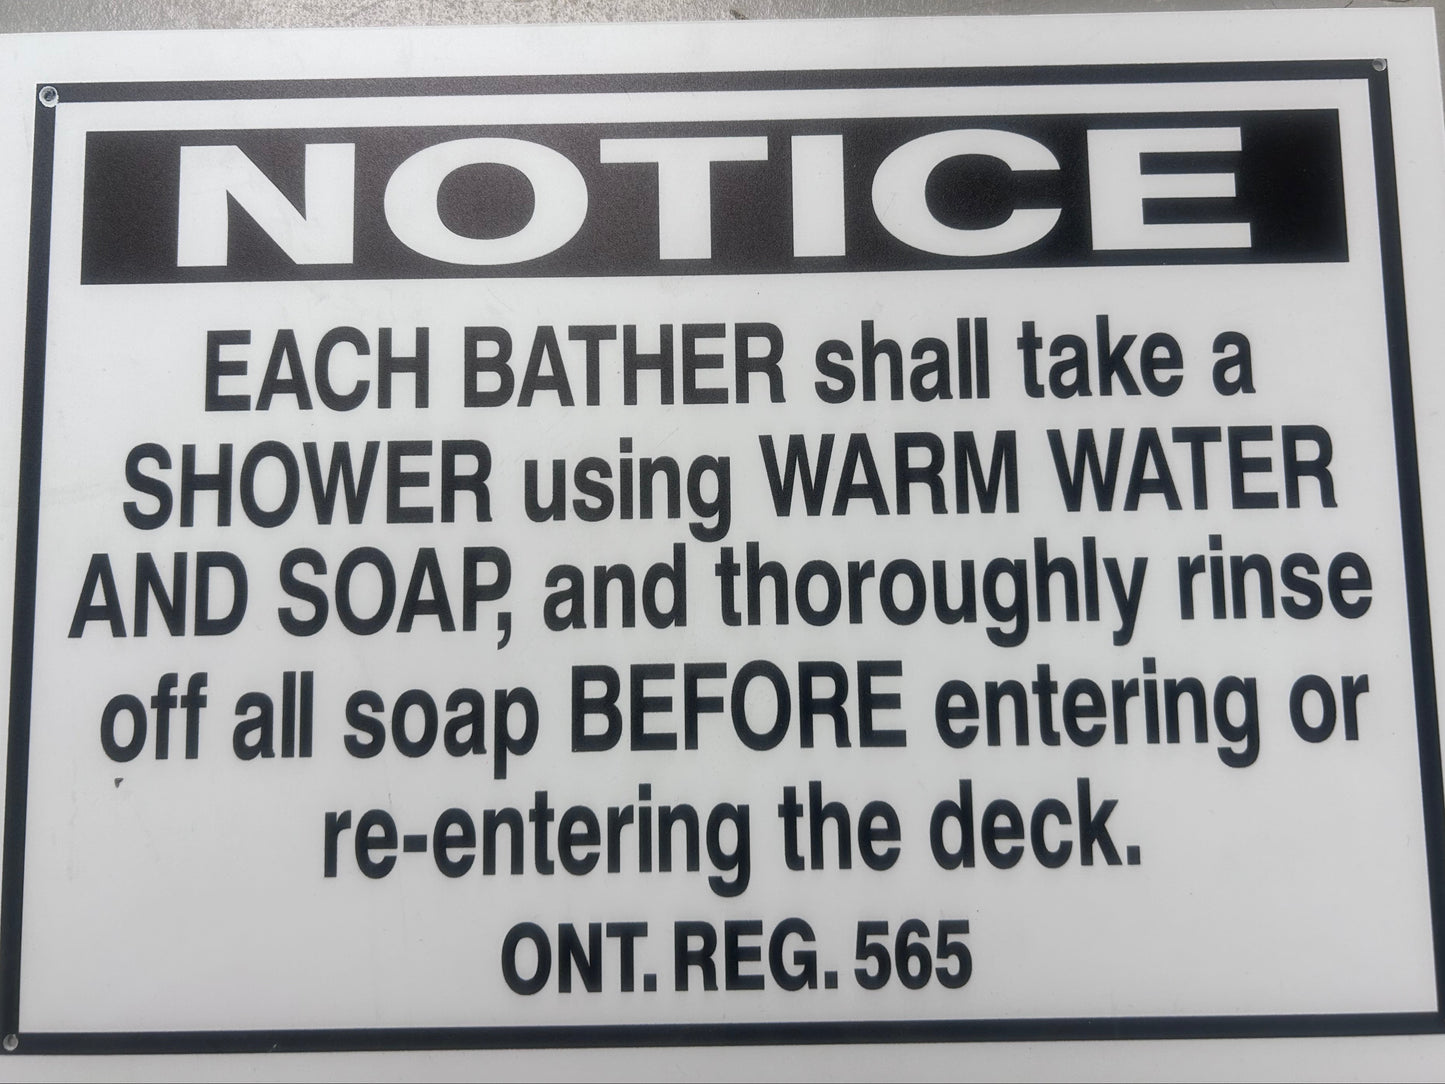 NOTICE
EACH BATHER shall take a
SHOWER using WARM WATER
AND SOAP, and thoroughly rinse
off all soap BEFORE entering or
re-entering the deck.
ONT. REG. 565